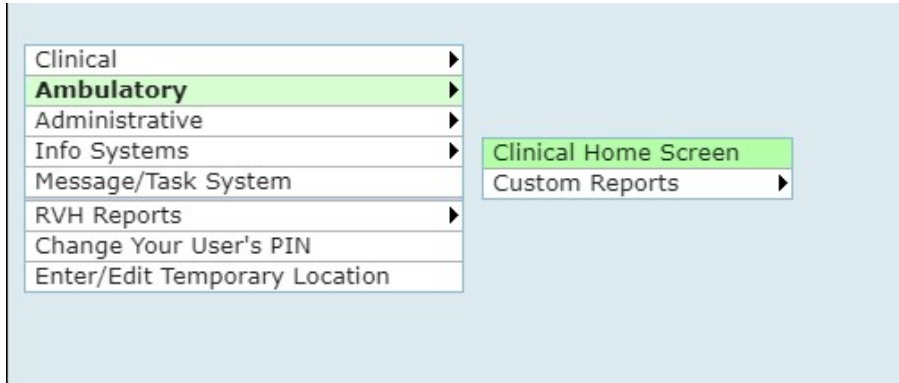 Clinical
Ambulatory
Administrative
Info Systems
Message/Task System
RVH Reports
Change Your User's PIN
Enter/Edit Temporary Location
Clinical Home Screen
Custom Reports